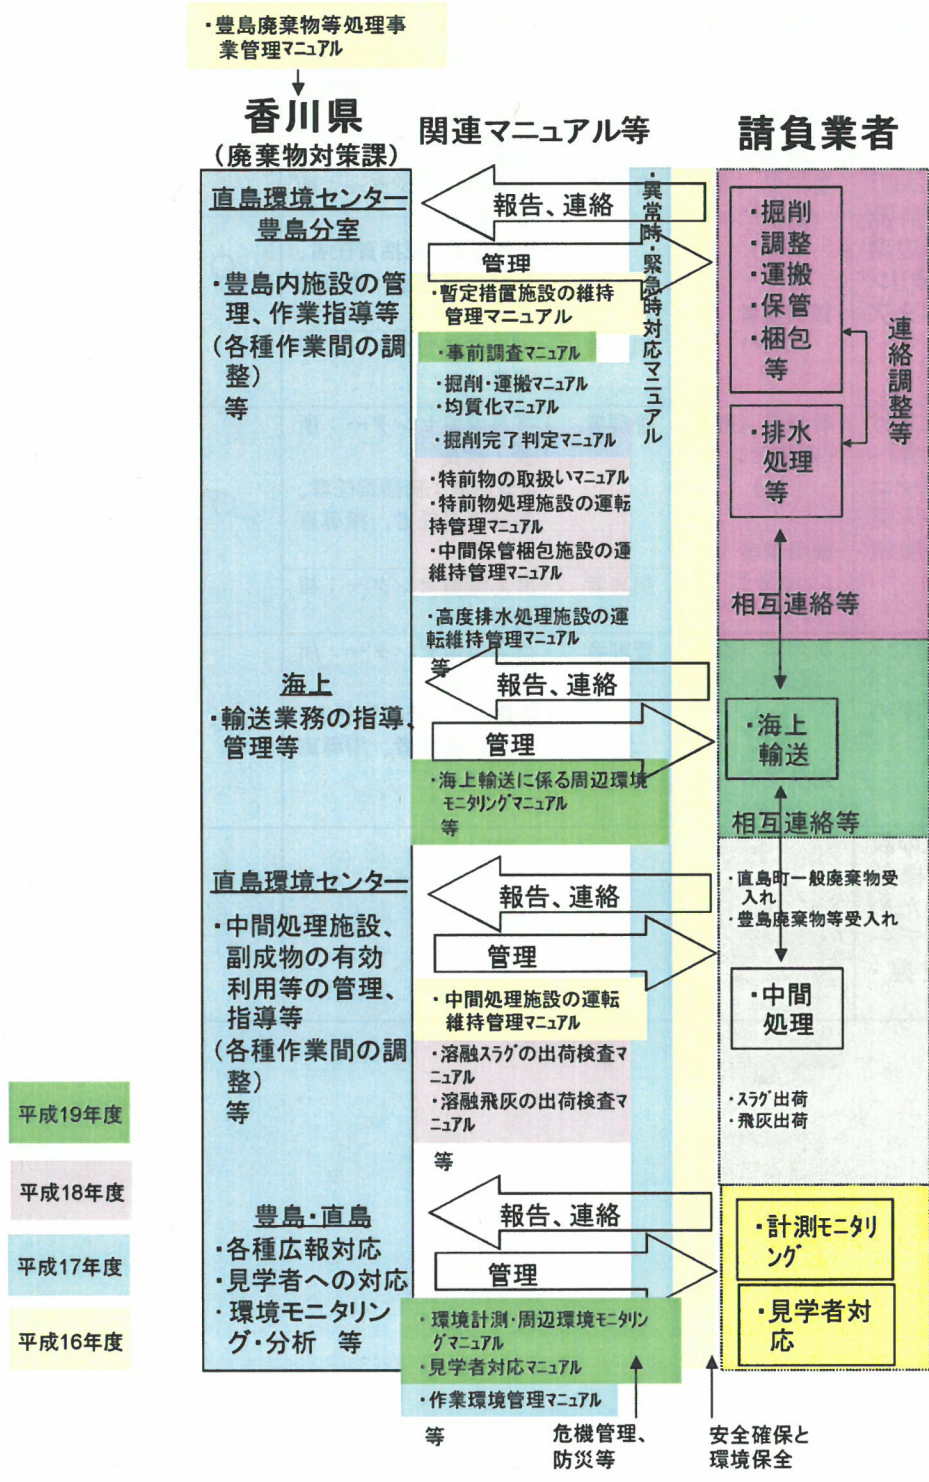 ・豊島廃棄物等処理事
業管理マニュアル
香川県
(廃棄物対策課)
関連マニュアル等
請負業者
直島環境センター
豊島分室
・豊島内施設の管
理、作業指導等
(各種作業間の調
整)
等
報告、連絡
管理
・暫定措置施設の維持
管理マニュアル
・事前調査マニュアル
・掘削・運搬マニュアル
・均質化マニュアル
・掘削完了判定マニュアル
・特前物の取扱いマニュアル
・特前物処理施設の運転
持管理マニュアル
・中間保管梱包施設の運
維持管理マニュアル
・高度排水処理施設の運
転維持管理マニュアル
等
・異常時・緊急時対応マニュアル
・掘削
・調整
・運搬
・保管
・梱包
等
・排水
処理
等
連絡調整等
相互連絡等
海上
・輸送業務の指導、
管理等
報告、連絡
管理
・海上輸送に係る周辺環境
モニタリングマニュアル
等
・海上
輸送
相互連絡等
直島環境センター
・中間処理施設、
副成物の有効
利用等の管理、
指導等
(各種作業間の調
整)
等
報告、連絡
管理
・中間処理施設の運転
維持管理マニュアル
・溶融スラグの出荷検査マ
ニュアル
・溶融飛灰の出荷検査マ
ニュアル
等
・直島町一般廃棄物受
入れ
・豊島廃棄物等受入れ
・中間
処理
・スラグ出荷
・飛灰出荷
豊島・直島
・各種広報対応
・見学者への対応
・環境モニタリン
グ・分析 等
報告、連絡
管理
・環境計測・周辺環境モニタリン
グマニュアル
・見学者対応マニュアル
・作業環境管理マニュアル
等
・計測モニタリ
ング
・見学者対
応
危機管理、
防災等
安全確保と
環境保全
平成19年度
平成18年度
平成17年度
平成16年度